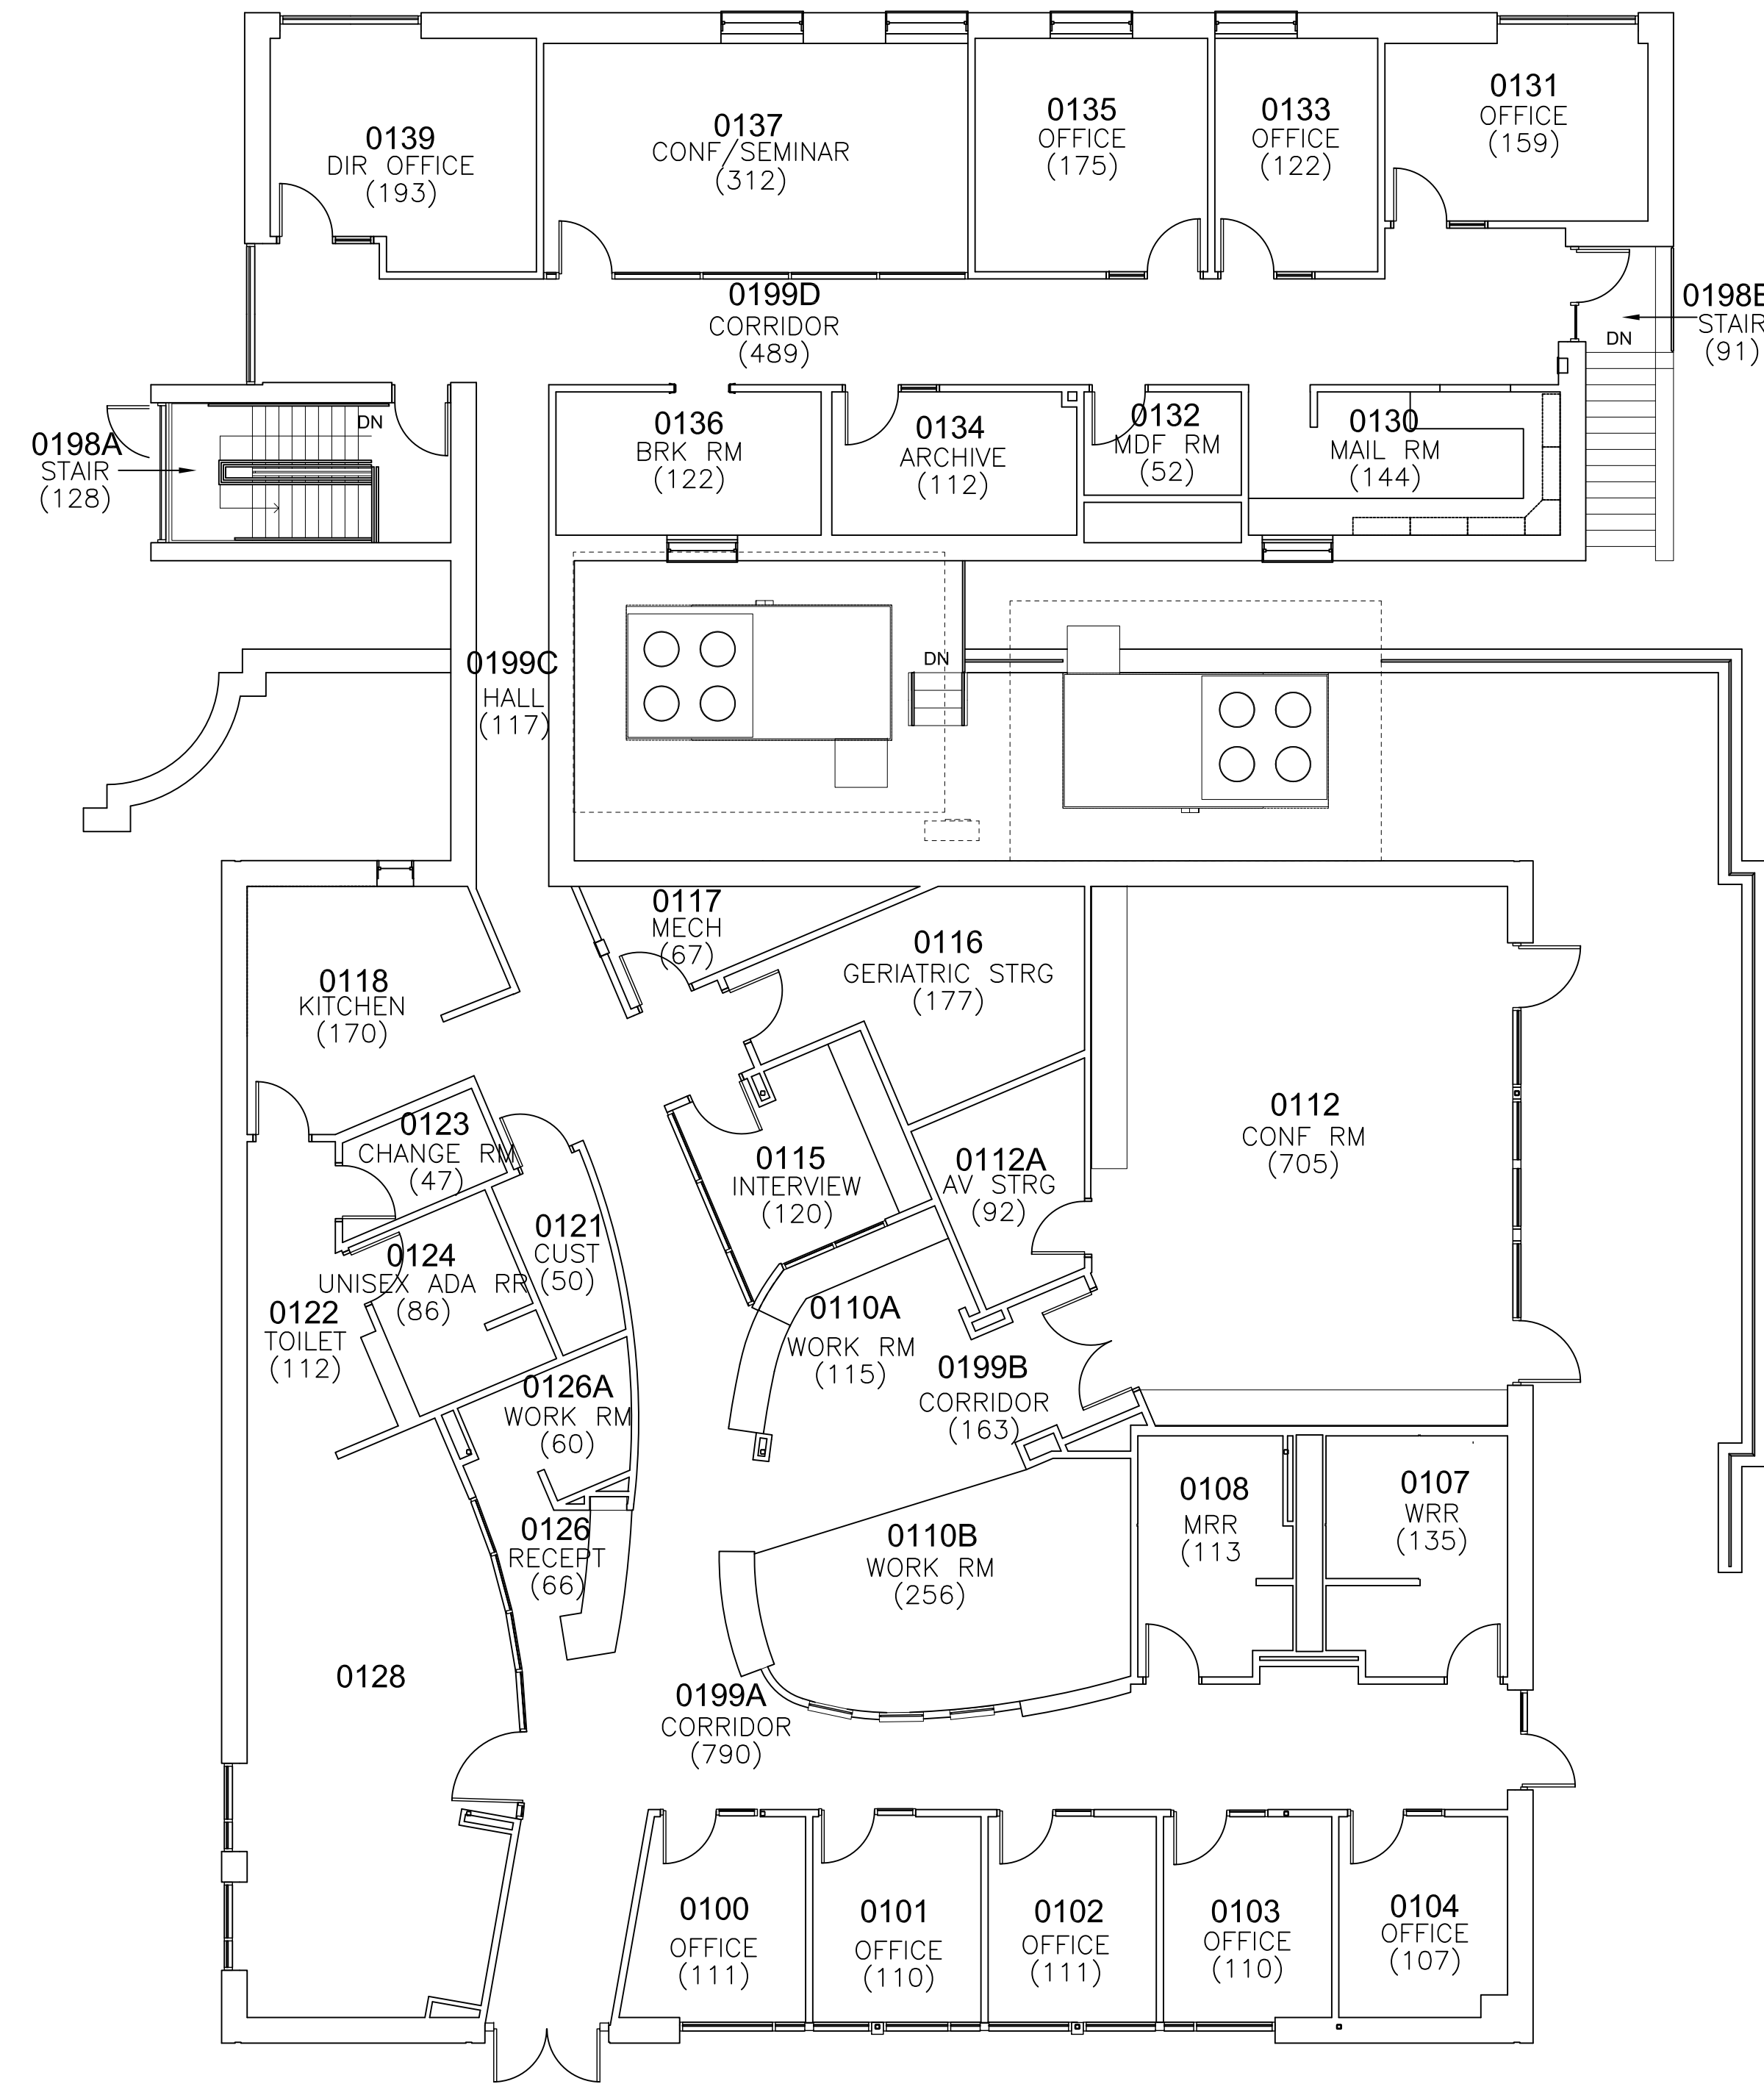 0139
DIR OFFICE
(193)
0137
CONF/SEMINAR
(312)
0135
OFFICE
(175)
0133
OFFICE
(122)
0131
OFFICE
(159)
0199D
CORRIDOR
(489)
0198B
STAIR
(91)
DN
0198A
STAIR
(128)
DN
0136
BRK RM
(122)
0134
ARCHIVE
(112)
0132
MDF RM
(52)
0130
MAIL RM
(144)
0199C
HALL
(117)
DN
0117
MECH
(67)
0116
GERIATRIC STRG
(177)
0118
KITCHEN
(170)
0123
CHANGE RM
(47)
0115
INTERVIEW
(120)
0112A
AV STRG
(92)
0112
CONF RM
(705)
0121
CUST
(50)
0124
UNISEX ADA RR
(86)
0122
TOILET
(112)
0110A
WORK RM
(115)
0199B
CORRIDOR
(163)
0126A
WORK RM
(60)
0126
RECEPT
(66)
0110B
WORK RM
(256)
0108
MRR
(113
0107
WRR
(135)
0128
0199A
CORRIDOR
(790)
0100
OFFICE
(111)
0101
OFFICE
(110)
0102
OFFICE
(111)
0103
OFFICE
(110)
0104
OFFICE
(107)